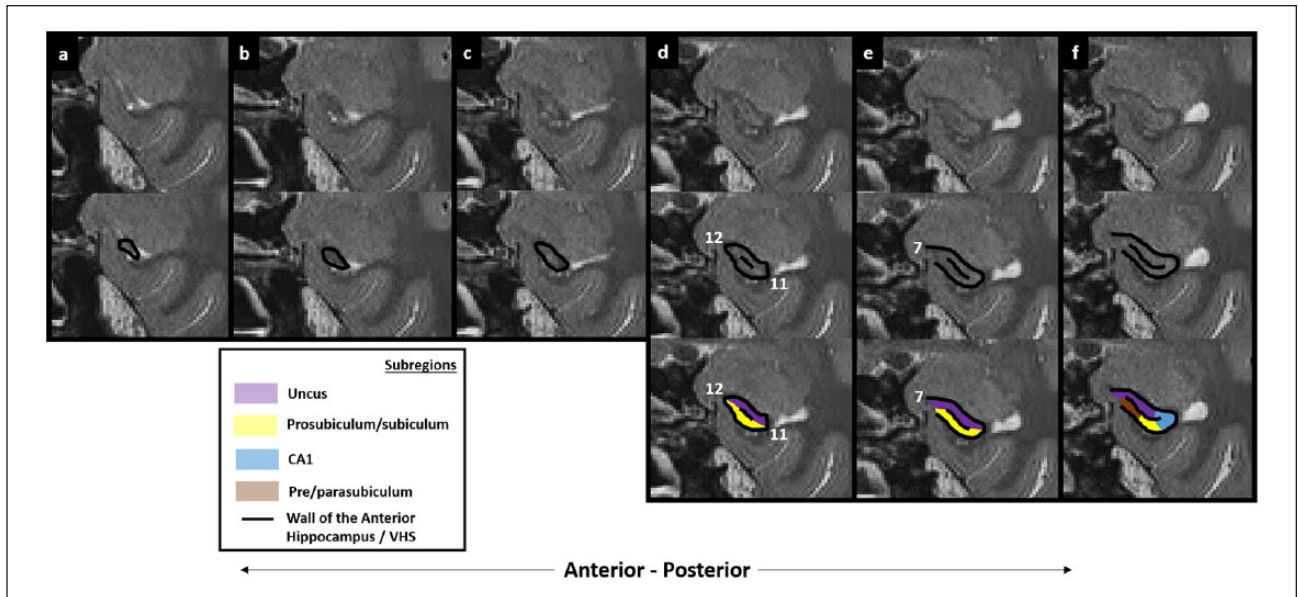 a b c d e f
12 7
11
12 7
11
Subregions
Uncus
Prosubiculum/subiculum
CA1
Pre/parasubiculum
Wall of the Anterior
Hippocampus / VHS
Anterior - Posterior